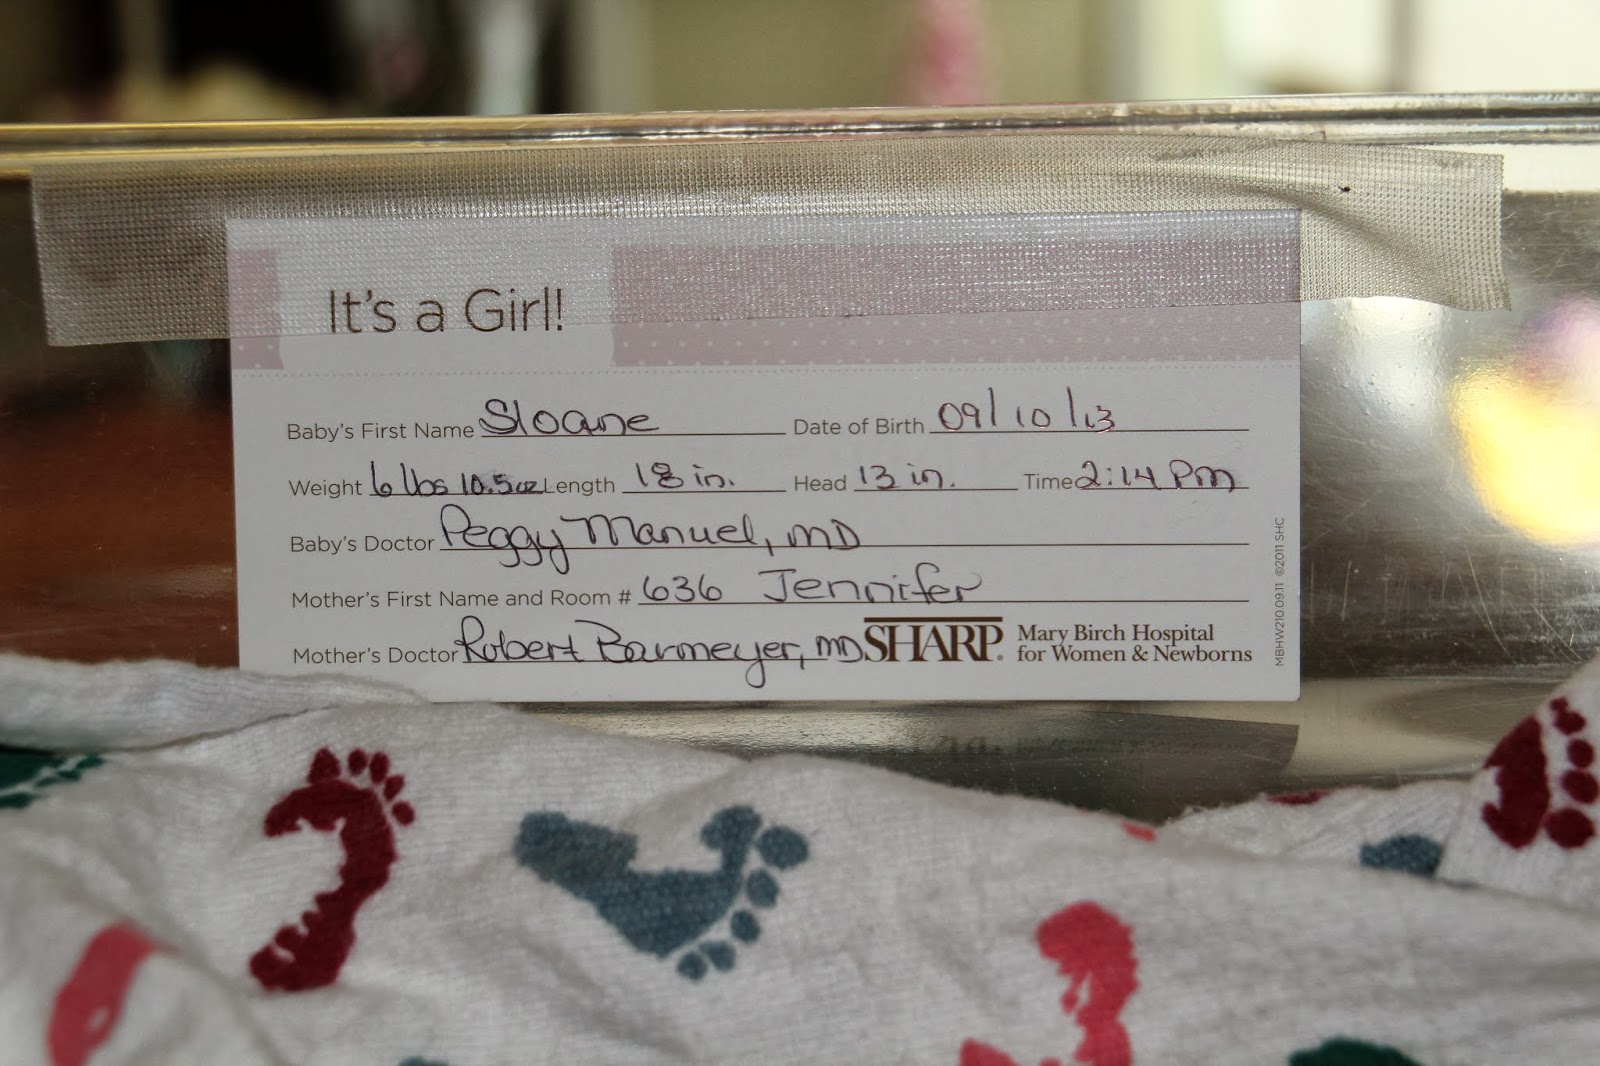 It's a Girl!
Baby's First Name Sloane Date of Birth 09/10/13
Weight 6 lbs 10.5oz Length 18 in. Head 13 in. Time 2:14 PM
Baby's Doctor Peggy Manuel, MD
Mother's First Name and Room # 636 Jennifer
Mother's Doctor Robert Barmeyer, MD SHARP® Mary Birch Hospital
for Women & Newborns
MBHW210.09.11 ©2011 SHC